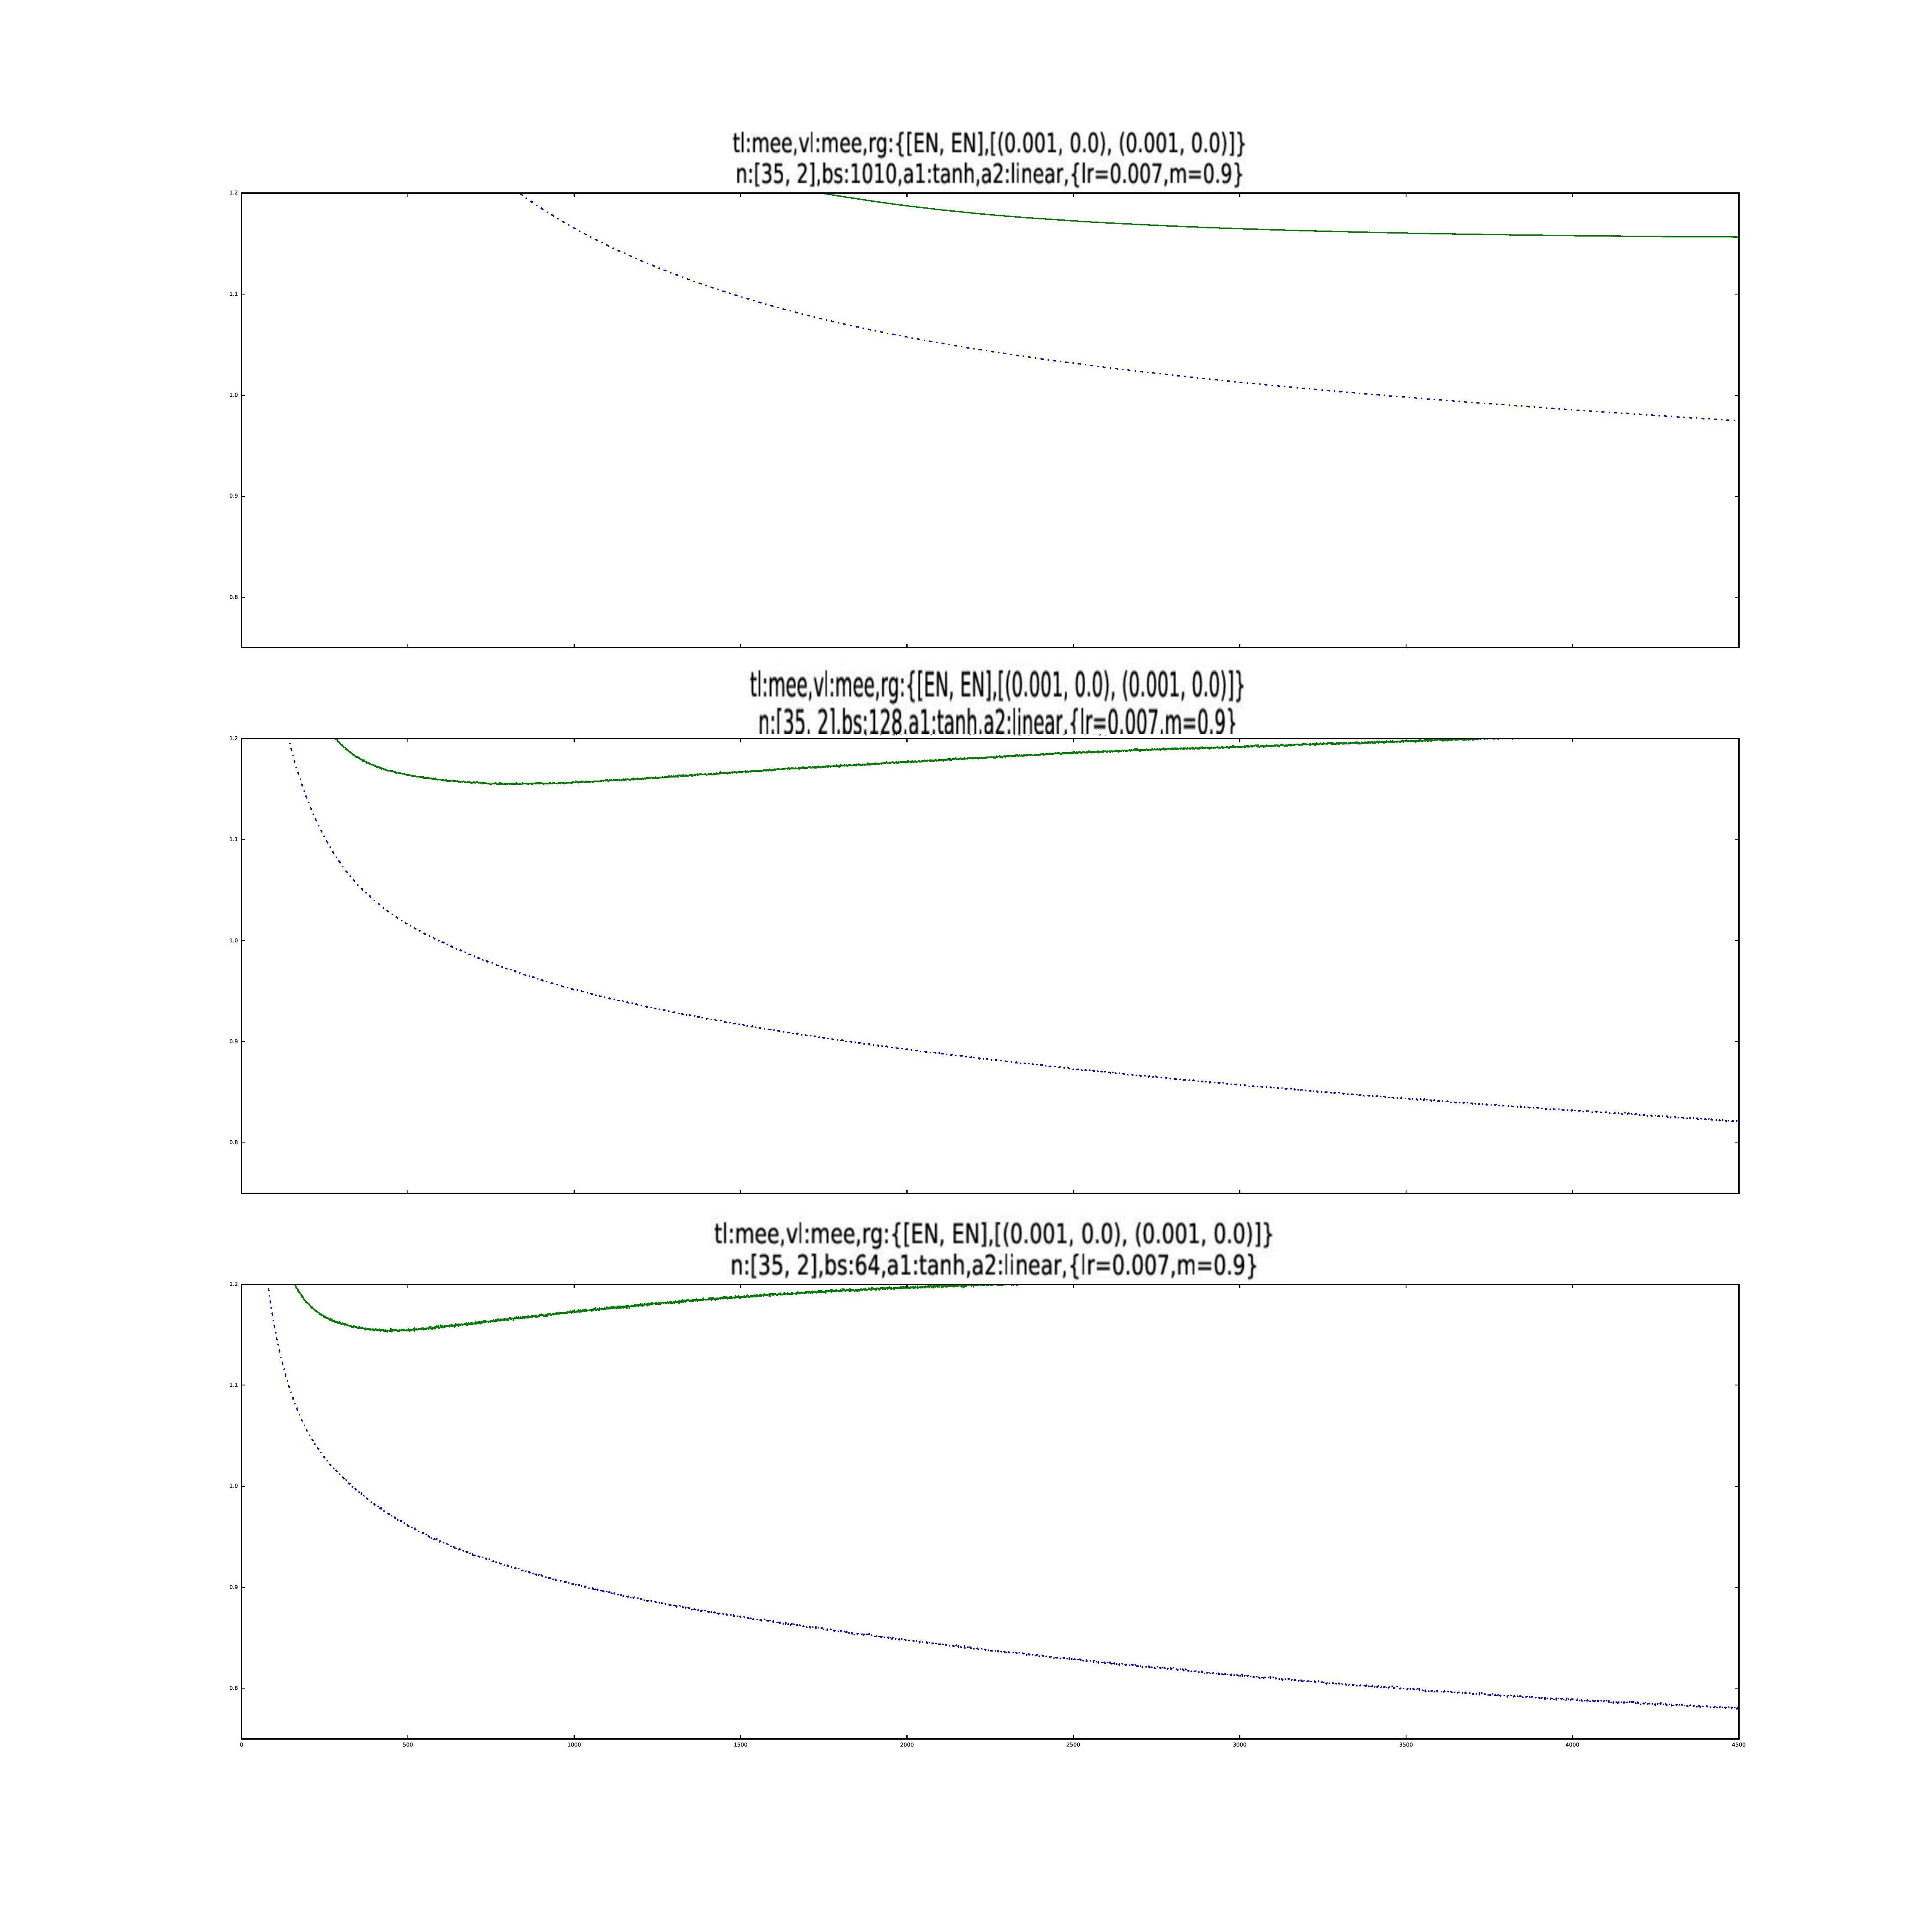 tl:mee,vl:mee,rg:{[EN, EN],[(0.001, 0.0), (0.001, 0.0)]}
n:[35, 2],bs:1010,a1:tanh,a2:linear,{lr=0.007,m=0.9}
1.2
1.1
1.0
0.9
0.8
tl:mee,vl:mee,rg:{[EN, EN],[(0.001, 0.0), (0.001, 0.0)]}
n:[35, 2],bs:128,a1:tanh,a2:linear,{lr=0.007,m=0.9}
1.2
1.1
1.0
0.9
0.8
tl:mee,vl:mee,rg:{[EN, EN],[(0.001, 0.0), (0.001, 0.0)]}
n:[35, 2],bs:64,a1:tanh,a2:linear,{lr=0.007,m=0.9}
1.2
1.1
1.0
0.9
0.8
0 500 1000 1500 2000 2500 3000 3500 4000 4500